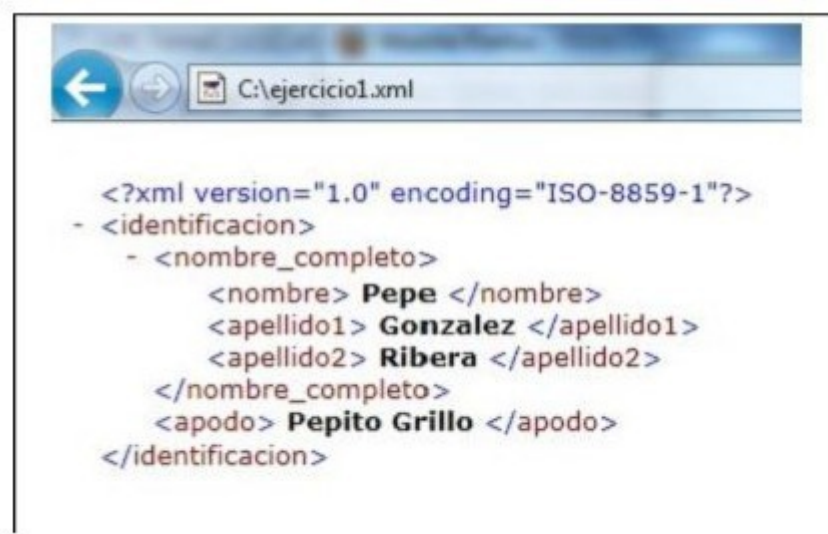 C:\ejercicio1.xml
<?xml version="1.0" encoding="ISO-8859-1"?>
- <identificacion>
- <nombre_completo>
<nombre> Pepe </nombre>
<apellido1> Gonzalez </apellido1>
<apellido2> Ribera </apellido2>
</nombre_completo>
<apodo> Pepito Grillo </apodo>
</identificacion>